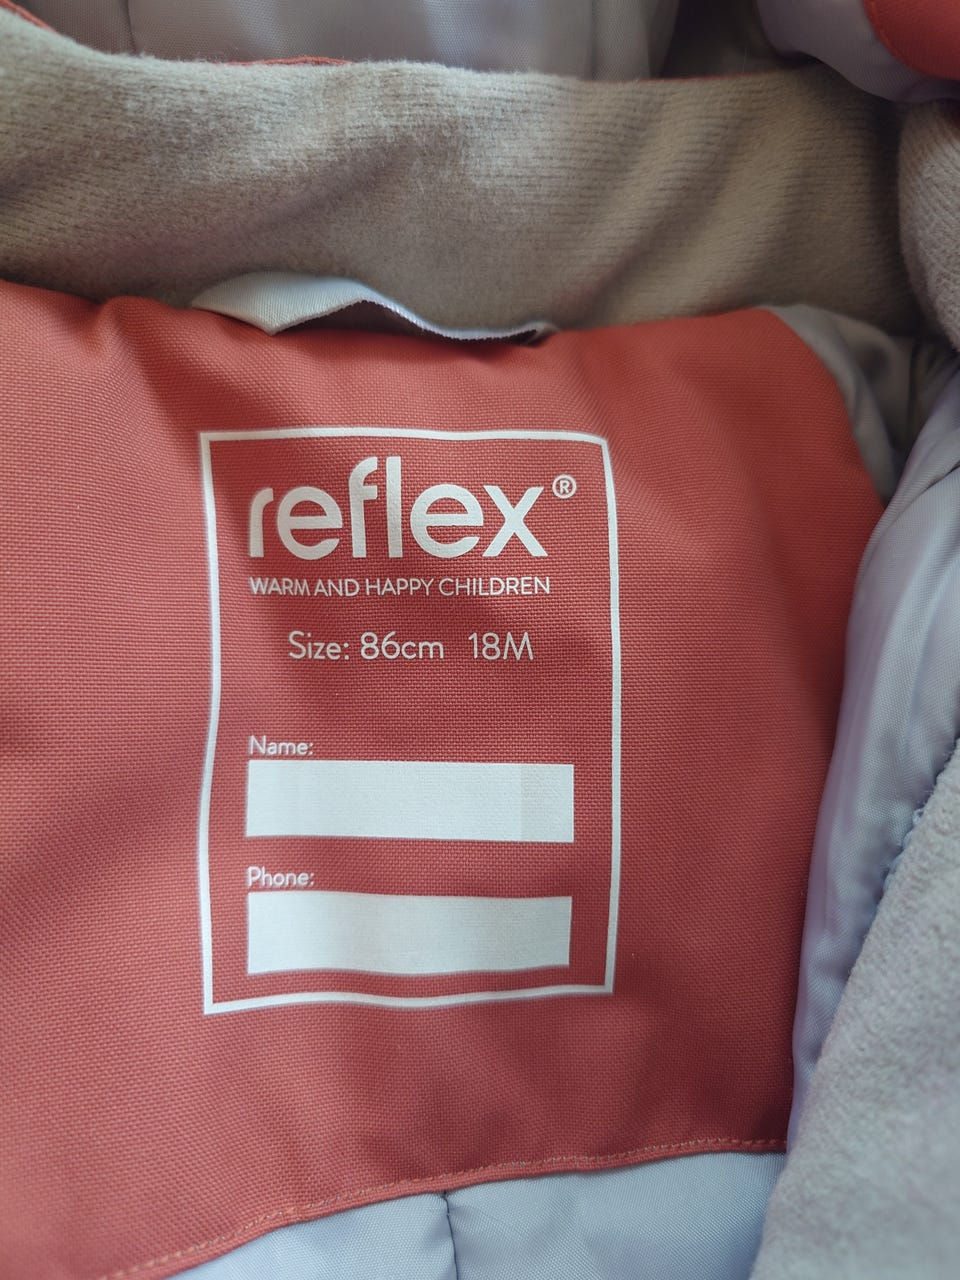 reflex®
WARM AND HAPPY CHILDREN
Size: 86cm 18M
Name:
Phone: